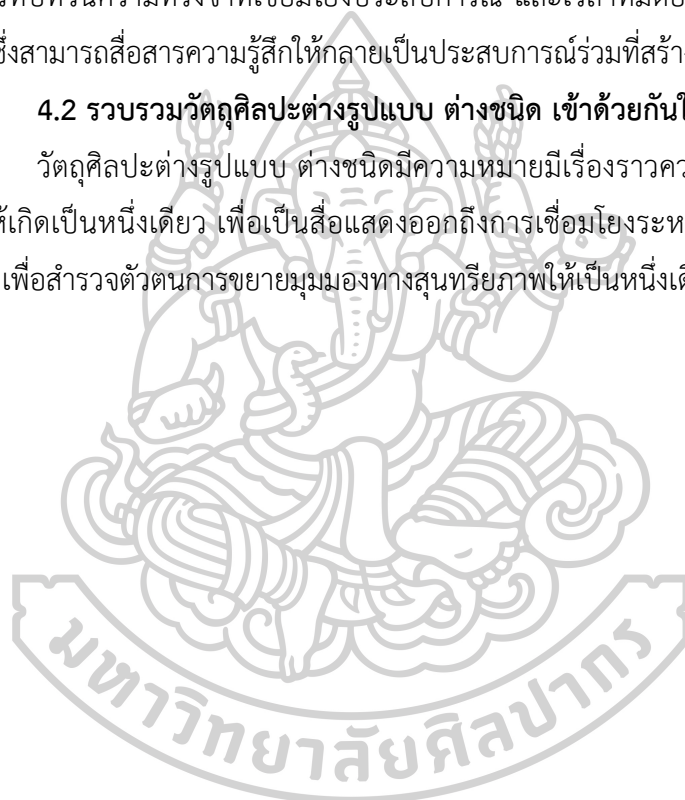 ซึ่งสามารถสื่อสารความรู้สึกให้กลายเป็นประสบการณ์ร่วมที่สร้าง
4.2 รวบรวมวัตถุศิลปะต่างรูปแบบ ต่างชนิด เข้าด้วยกันใ
วัตถุศิลปะต่างรูปแบบ ต่างชนิดมีความหมายมีเรื่องราวคว
ห้เกิดเป็นหนึ่งเดียว เพื่อเป็นสื่อแสดงออกถึงการเชื่อมโยงระห
เพื่อสำรวจตัวตนการขยายมุมมองทางสุนทรียภาพให้เป็นหนึ่งเดี
มหาวิทยาลัยศิลปากร